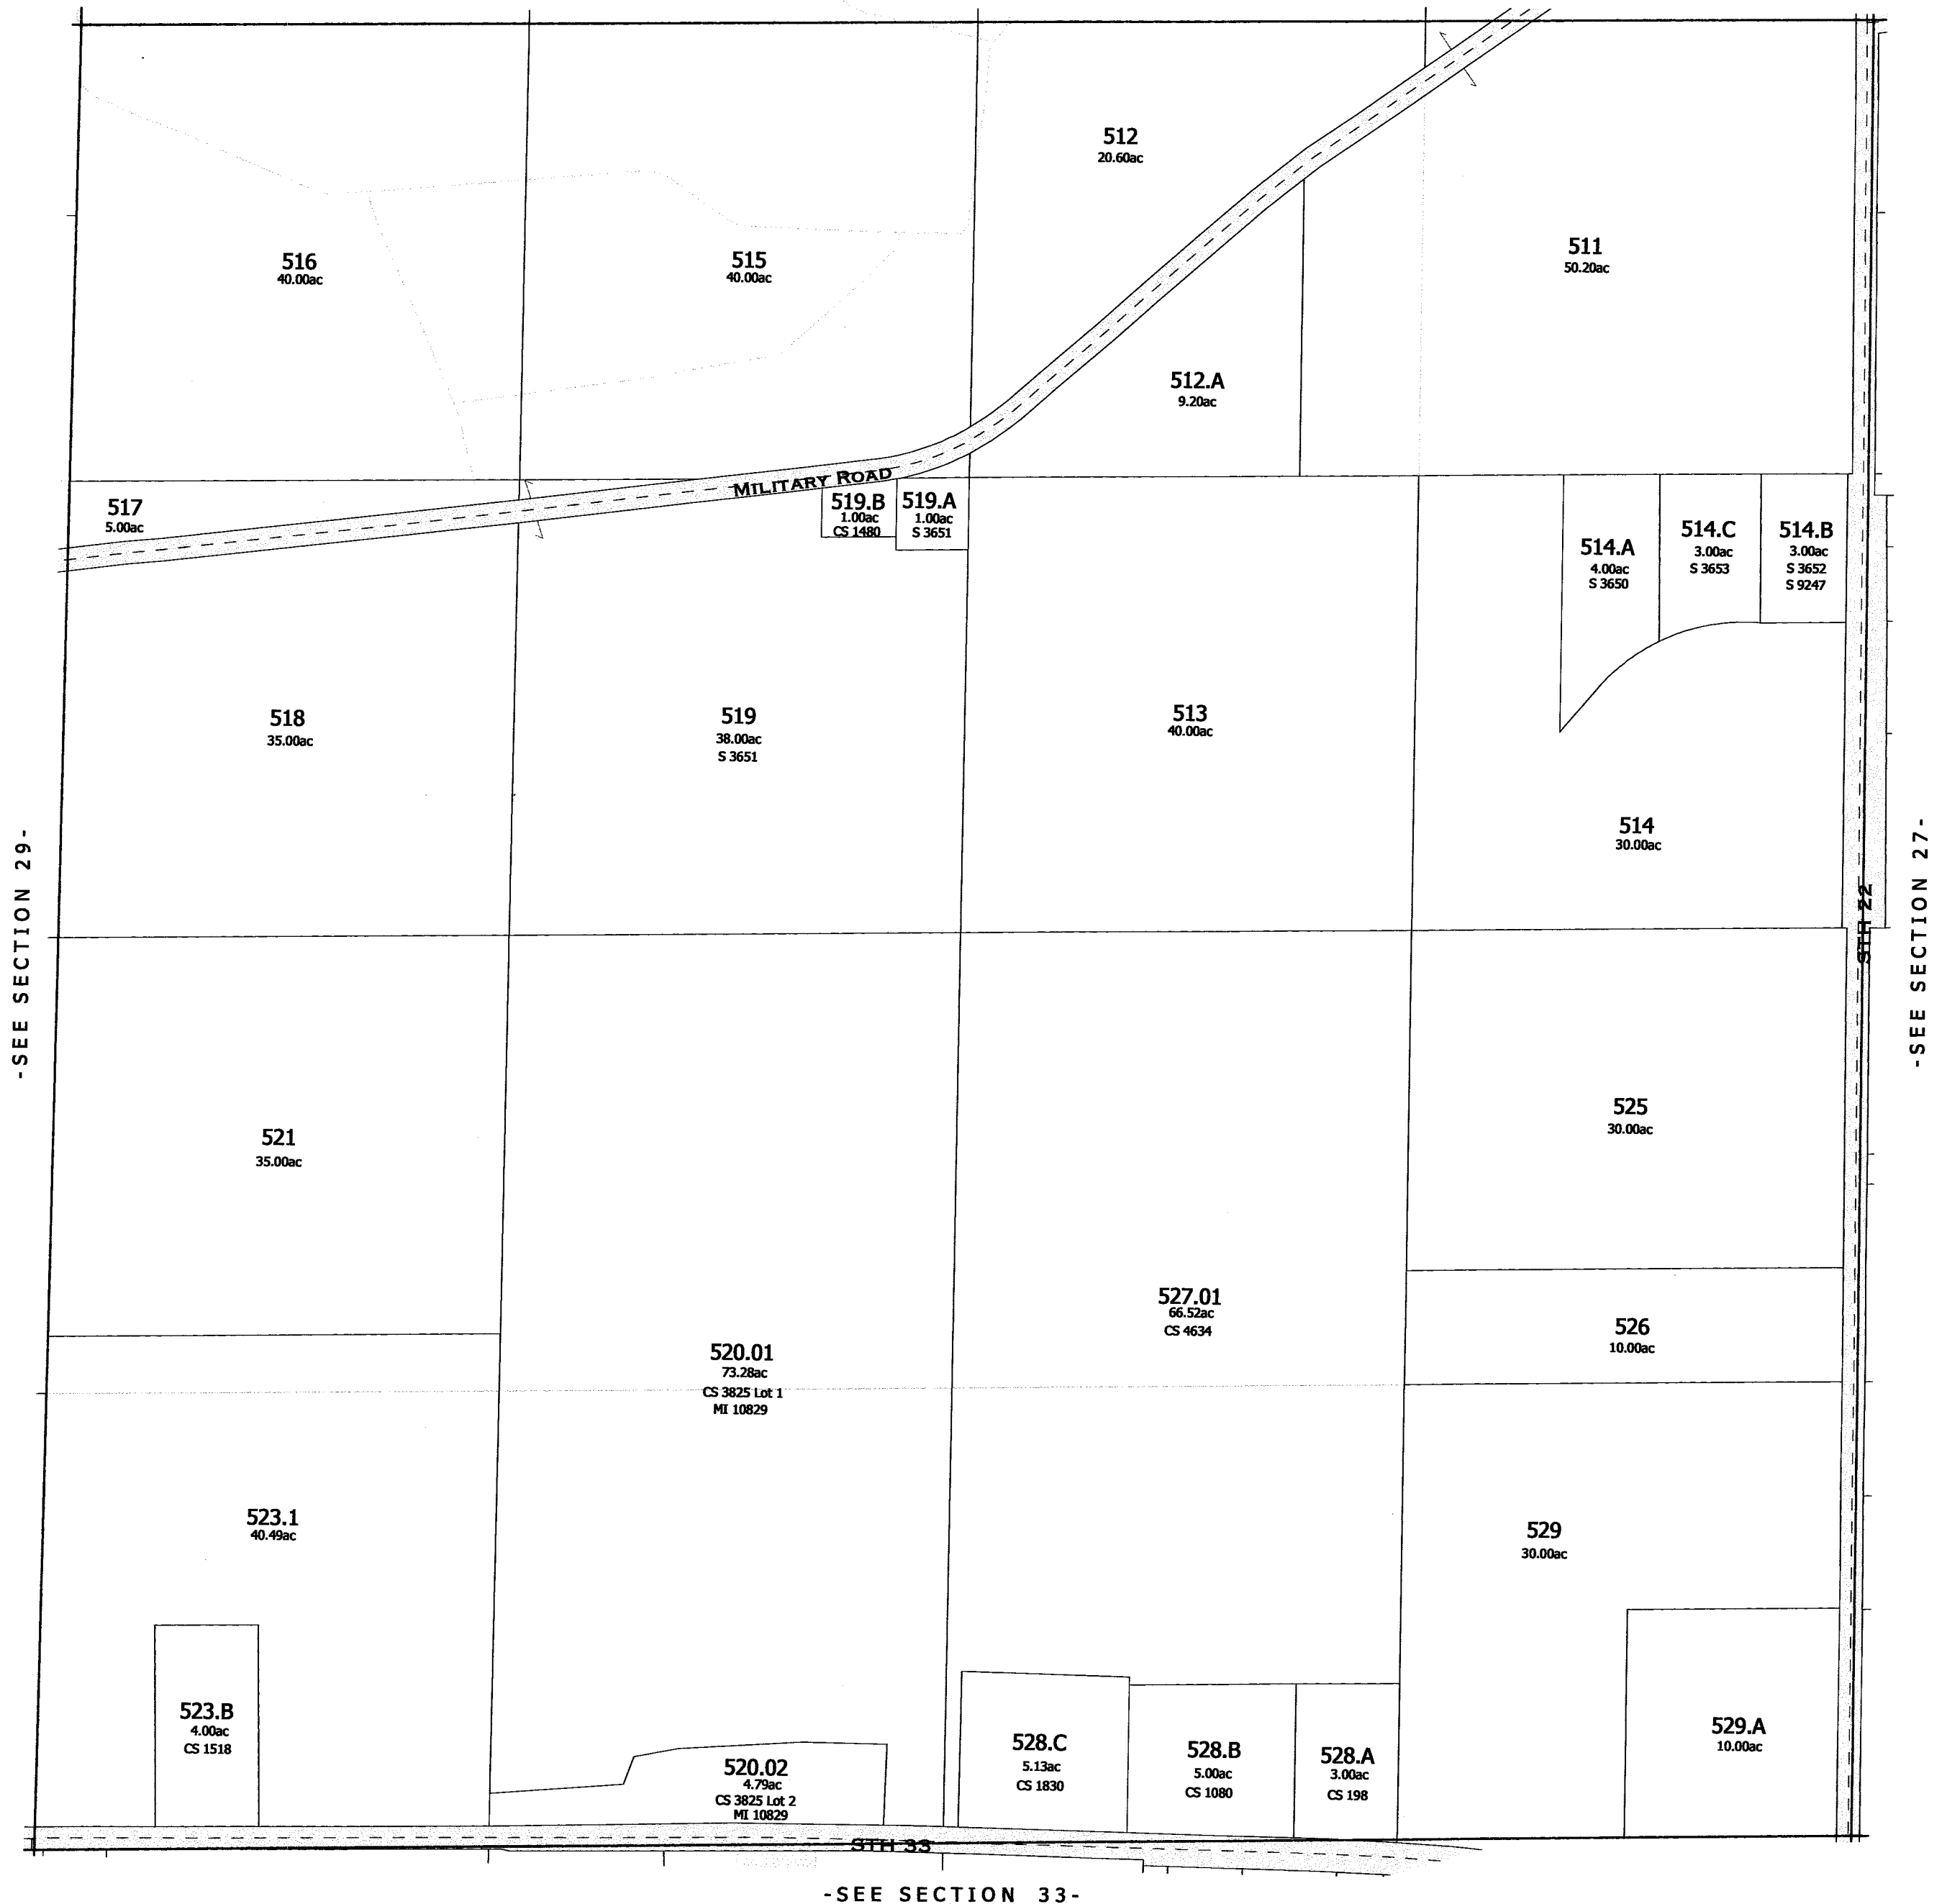 512
20.60ac
511
50.20ac
516
40.00ac
515
40.00ac
512.A
9.20ac
MILITARY ROAD
517
5.00ac
519.B
1.00ac
CS 1480
519.A
1.00ac
S 3651
514.A
4.00ac
S 3650
514.C
3.00ac
S 3653
514.B
3.00ac
S 3652
S 9247
518
35.00ac
519
38.00ac
S 3651
513
40.00ac
514
30.00ac
-SEE SECTION 29-
STH 22
-SEE SECTION 27-
521
35.00ac
525
30.00ac
527.01
66.52ac
CS 4634
526
10.00ac
520.01
73.28ac
CS 3825 Lot 1
MI 10829
523.1
40.49ac
529
30.00ac
523.B
4.00ac
CS 1518
520.02
4.79ac
CS 3825 Lot 2
MI 10829
528.C
5.13ac
CS 1830
528.B
5.00ac
CS 1080
528.A
3.00ac
CS 198
529.A
10.00ac
STH 33
-SEE SECTION 33-